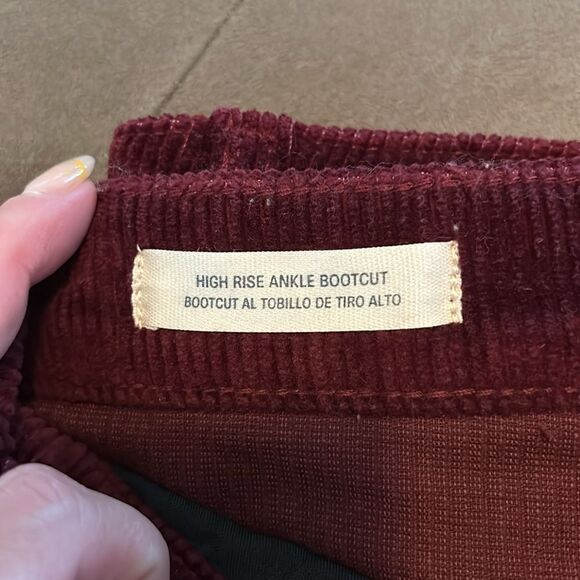 HIGH RISE ANKLE BOOTCUT
BOOTCUT AL TOBILLO DE TIRO ALTO